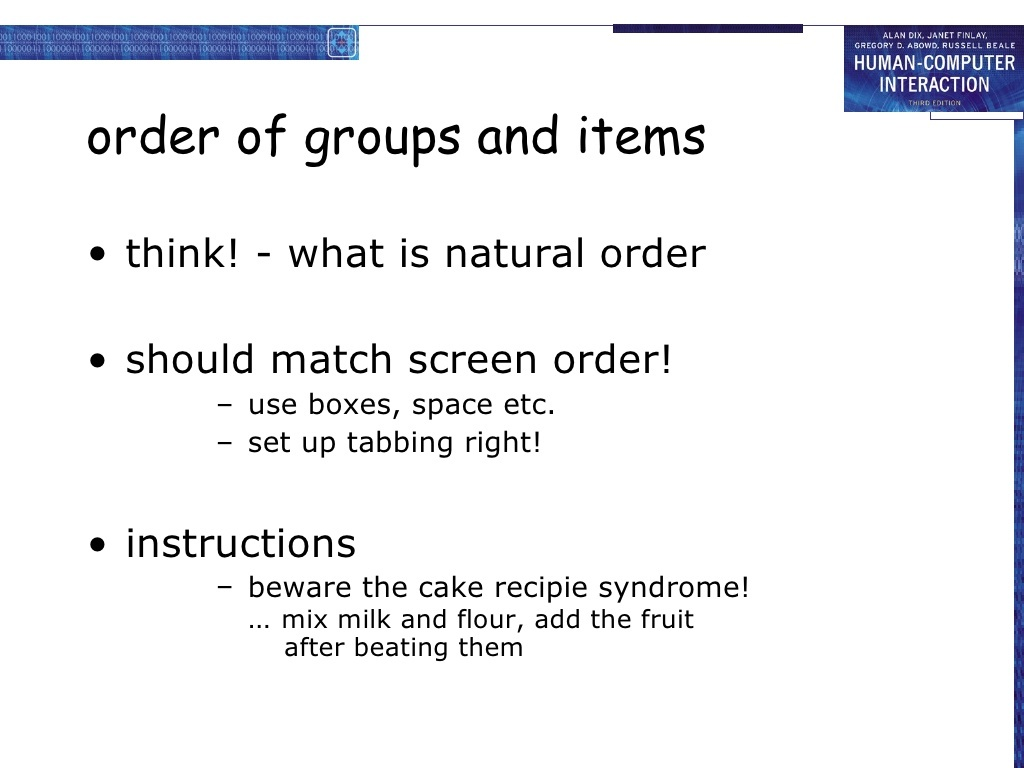 ALAN DIX, JANET FINLAY,
GREGORY D. ABOWD, RUSSELL BEALE
HUMAN-COMPUTER
INTERACTION
THIRD EDITION
order of groups and items
• think! - what is natural order
• should match screen order!
– use boxes, space etc.
– set up tabbing right!
• instructions
– beware the cake recipie syndrome!
… mix milk and flour, add the fruit
after beating them